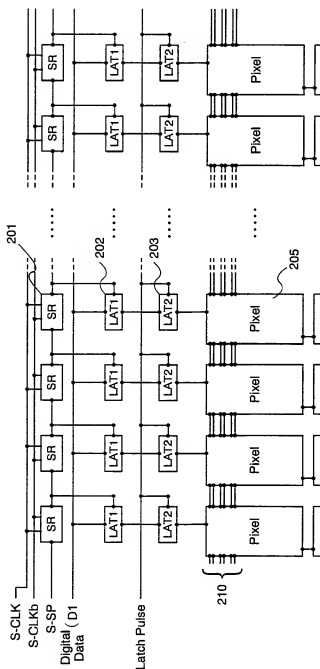 S-CLK
S-CLKb
S-SP
Digital ( D1
Data
Latch Pulse
201
202
203
205
210
SR SR SR SR SR SR
LAT1 LAT1 LAT1 LAT1 LAT1 LAT1
LAT2 LAT2 LAT2 LAT2 LAT2 LAT2
Pixel Pixel Pixel Pixel Pixel Pixel